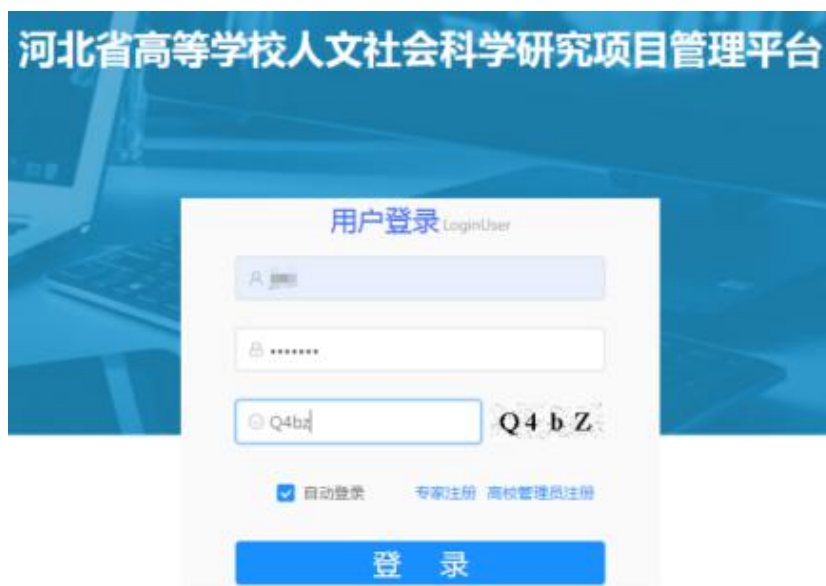 河北省高等学校人文社会科学研究项目管理平台
用户登录 LoginUser
•••••••
Q4bz Q4bZ
自动登录 专家注册 高校管理员注册
登 录